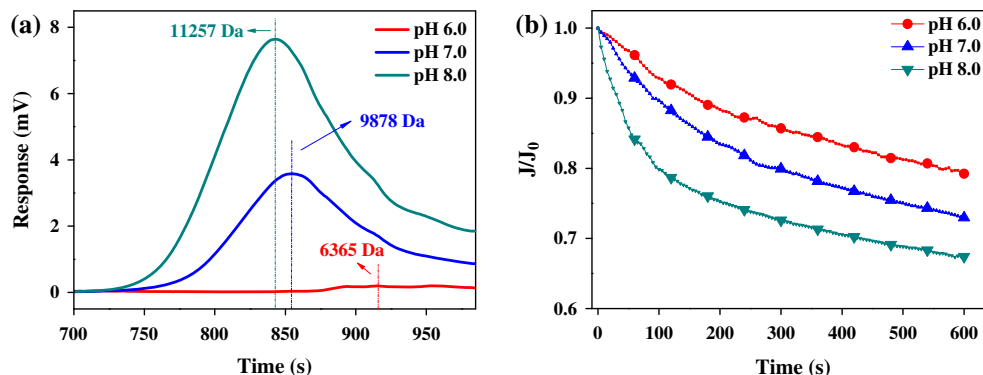 (a)
pH 6.0
pH 7.0
pH 8.0
11257 Da
9878 Da
6365 Da
Response (mV)
8
6
4
2
0
700 750 800 850 900 950
Time (s)
(b)
pH 6.0
pH 7.0
pH 8.0
J/J0
1.0
0.9
0.8
0.7
0.6
0 100 200 300 400 500 600
Time (s)